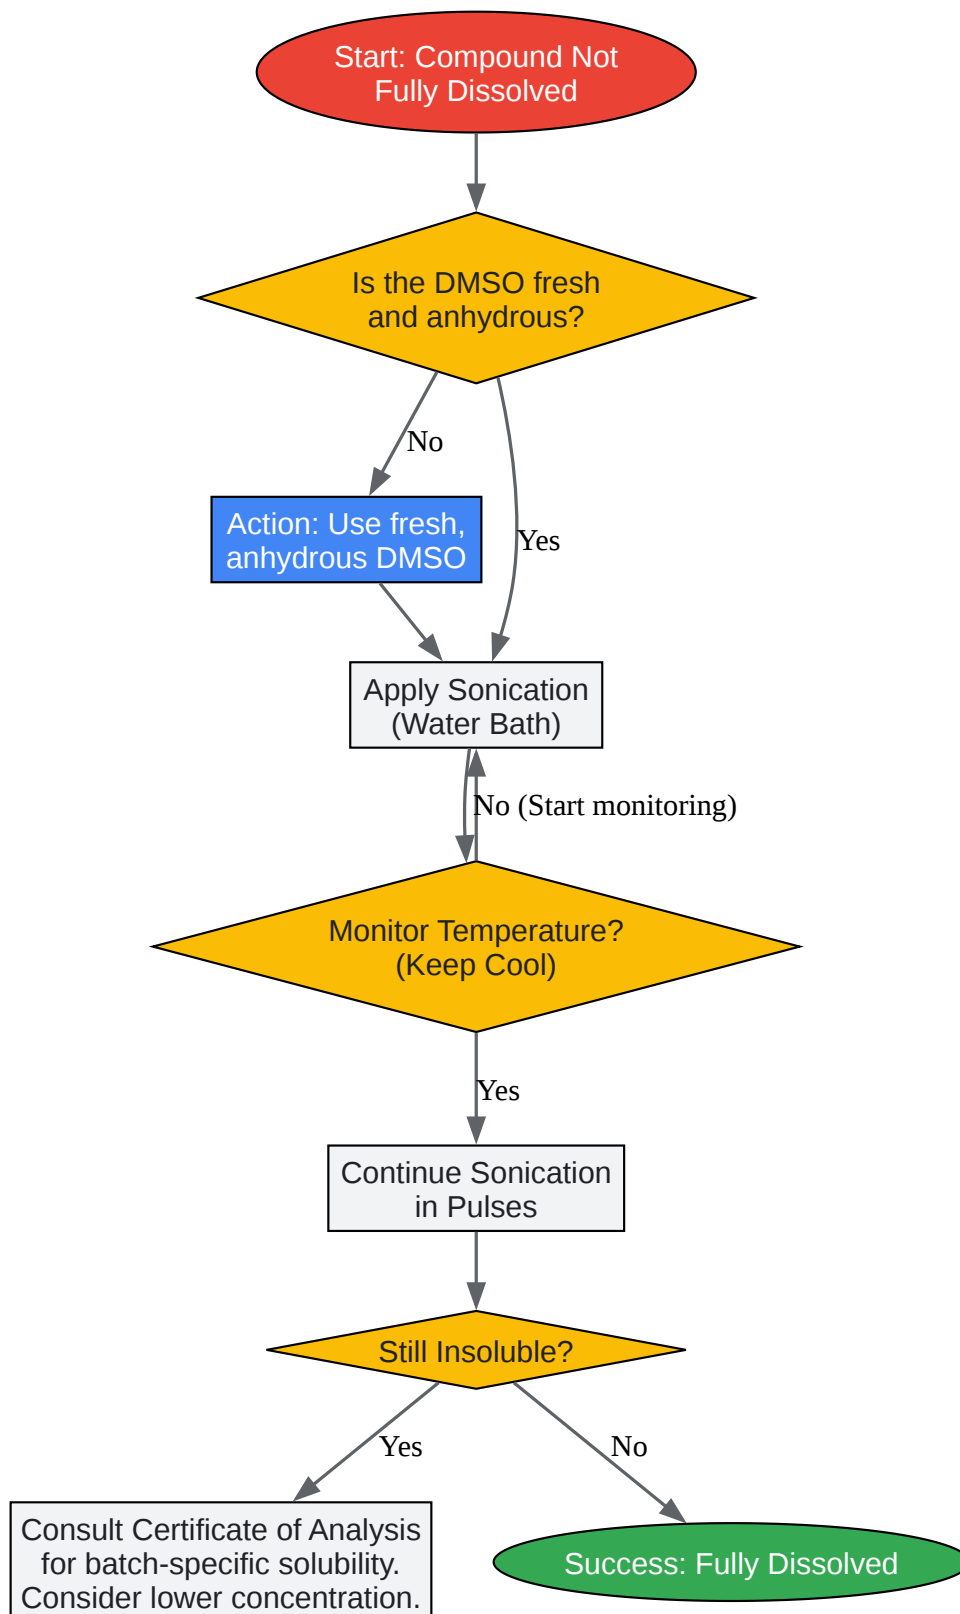 Start: Compound Not
Fully Dissolved
Is the DMSO fresh
and anhydrous?
No
Action: Use fresh,
anhydrous DMSO
Yes
Apply Sonication
(Water Bath)
No (Start monitoring)
Monitor Temperature?
(Keep Cool)
Yes
Continue Sonication
in Pulses
Still Insoluble?
Yes
No
Consult Certificate of Analysis
for batch-specific solubility.
Consider lower concentration.
Success: Fully Dissolved